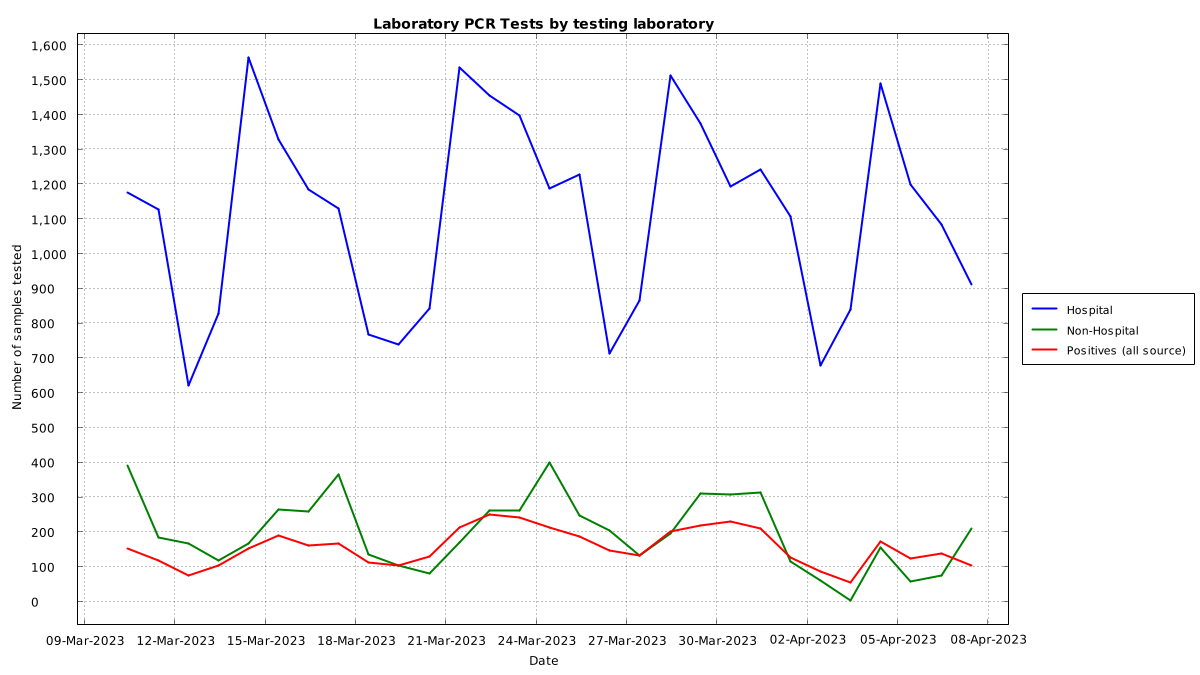 Laboratory PCR Tests by testing laboratory
1,600
1,500
1,400
1,300
1,200
1,100
1,000
900
800
700
600
500
400
300
200
100
0
Number of samples tested
09-Mar-2023 12-Mar-2023 15-Mar-2023 18-Mar-2023 21-Mar-2023 24-Mar-2023 27-Mar-2023 30-Mar-2023 02-Apr-2023 05-Apr-2023 08-Apr-2023
Date
Hospital
Non-Hospital
Positives (all source)